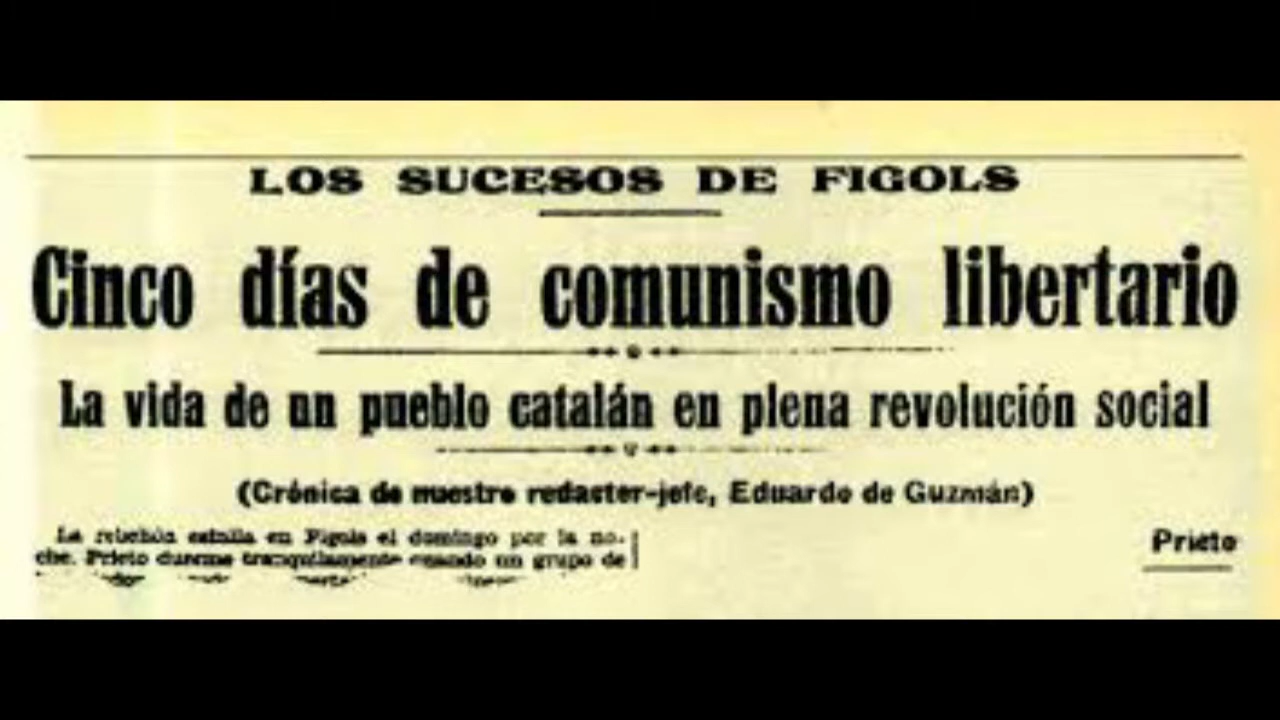 LOS SUCESOS DE FIGOLS
Cinco días de comunismo libertario
La vida de un pueblo catalán en plena revolución social
(Crónica de nuestro redacter-jefe, Eduardo de Guzmán)
La rebelión estalla en Figols el domingo por la no-
che. Prieto duerme tranquilamente cuando un grupo de
Prieto